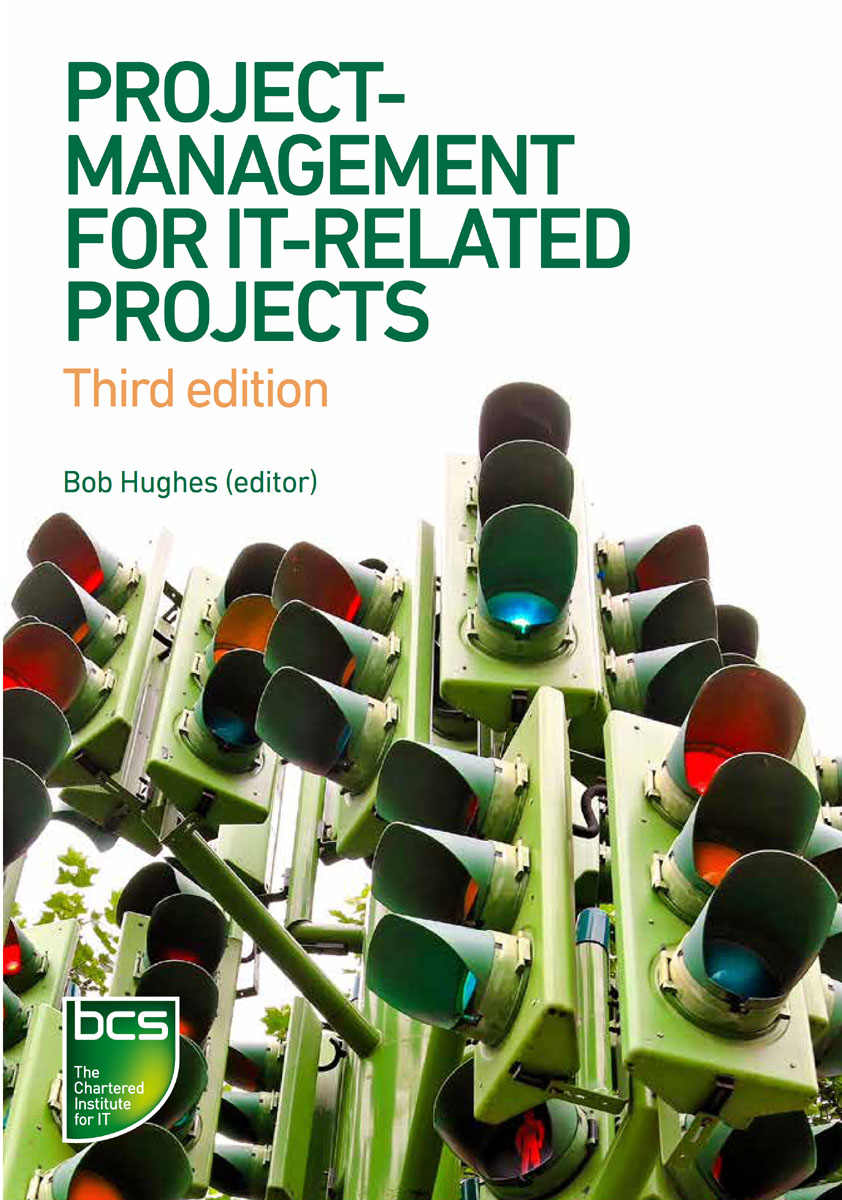 PROJECT-
MANAGEMENT
FOR IT-RELATED
PROJECTS
Third edition
Bob Hughes (editor)
bcs
The
Chartered
Institute
for IT